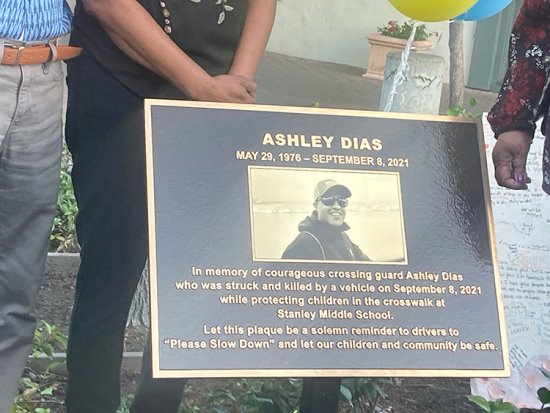 ASHLEY DIAS
MAY 29, 1976 – SEPTEMBER 8, 2021
In memory of courageous crossing guard Ashley Dias
who was struck and killed by a vehicle on September 8, 2021
while protecting children in the crosswalk at
Stanley Middle School.
Let this plaque be a solemn reminder to drivers to
“Please Slow Down” and let our children and community be safe.